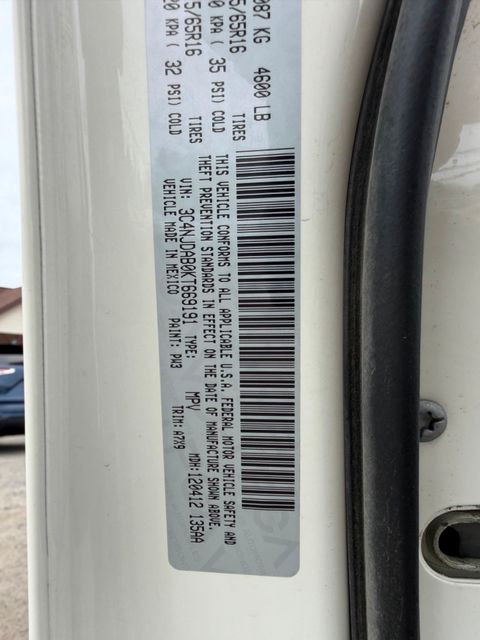 087 KG 4600 LB
5/65R16 TIRES
0 KPA ( 35 PSI) COLD
5/65R16 TIRES
20 KPA ( 32 PSI) COLD
THIS VEHICLE CONFORMS TO ALL APPLICABLE U.S.A. FEDERAL MOTOR VEHICLE SAFETY AND
THEFT PREVENTION STANDARDS IN EFFECT ON THE DATE OF MANUFACTURE SHOWN ABOVE.
VIN: 3C4NJDAB0KT669191 TYPE: MPV MDH:120412 135AA
VEHICLE MADE IN MEXICO PAINT: PW3 TRIM: A7X9